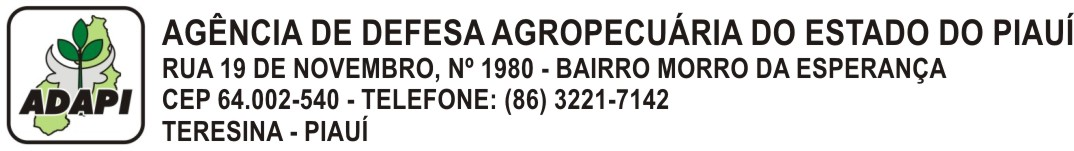 ADAPI
AGÊNCIA DE DEFESA AGROPECUÁRIA DO ESTADO DO PIAUÍ
RUA 19 DE NOVEMBRO, Nº 1980 - BAIRRO MORRO DA ESPERANÇA
CEP 64.002-540 - TELEFONE: (86) 3221-7142
TERESINA - PIAUÍ